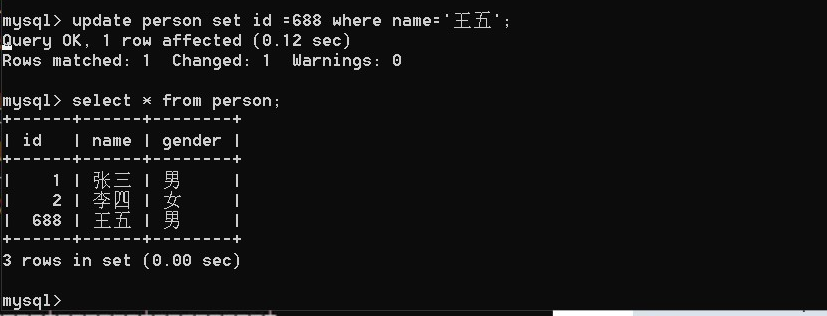 mysql> update person set id =688 where name='王五';
Query OK, 1 row affected (0.12 sec)
Rows matched: 1  Changed: 1  Warnings: 0
mysql> select * from person;
+------+------+--------+
| id   | name | gender |
+------+------+--------+
|    1 | 张三 | 男     |
|    2 | 李四 | 女     |
|  688 | 王五 | 男     |
+------+------+--------+
3 rows in set (0.00 sec)
mysql>